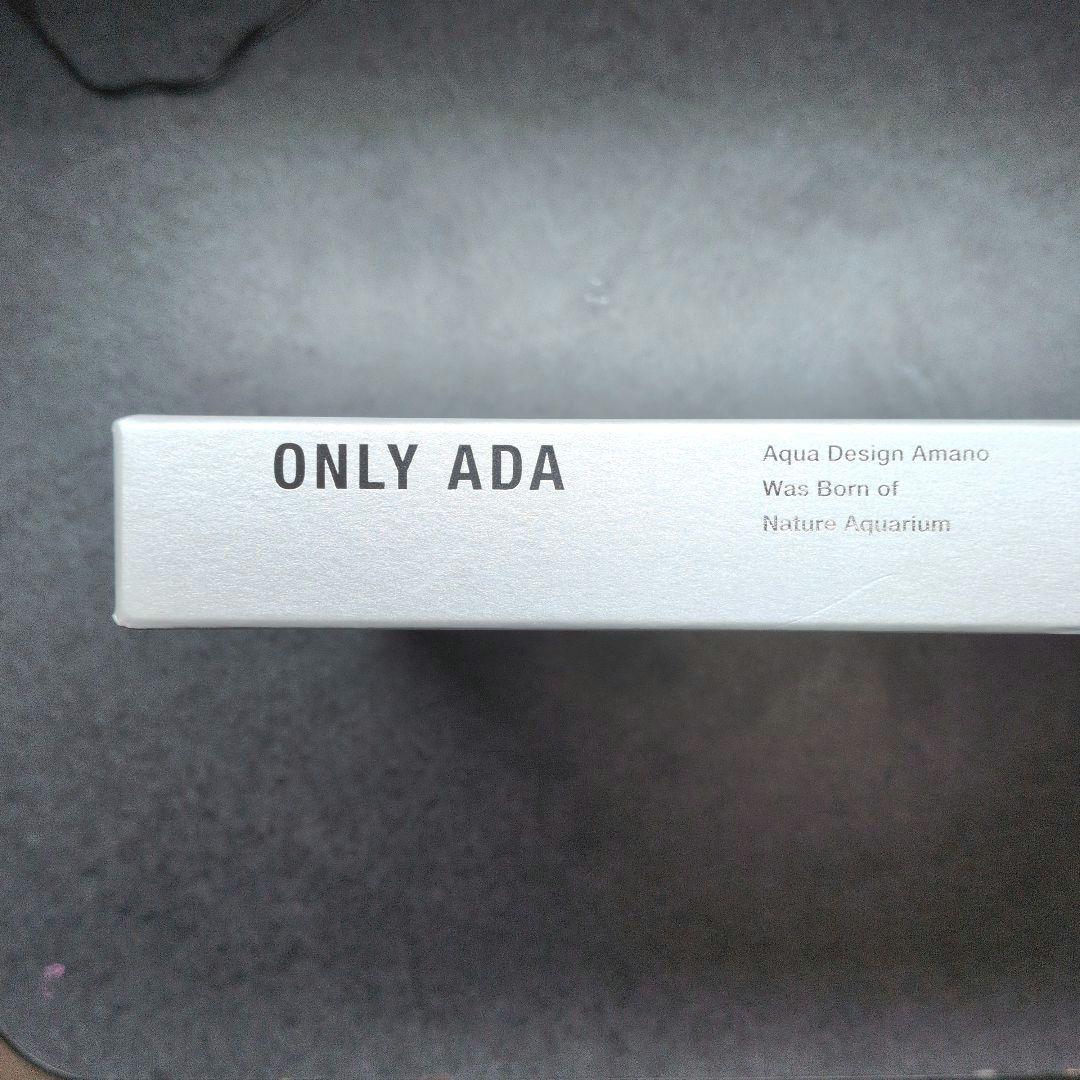 ONLY ADA
Aqua Design Amano
Was Born of
Nature Aquarium